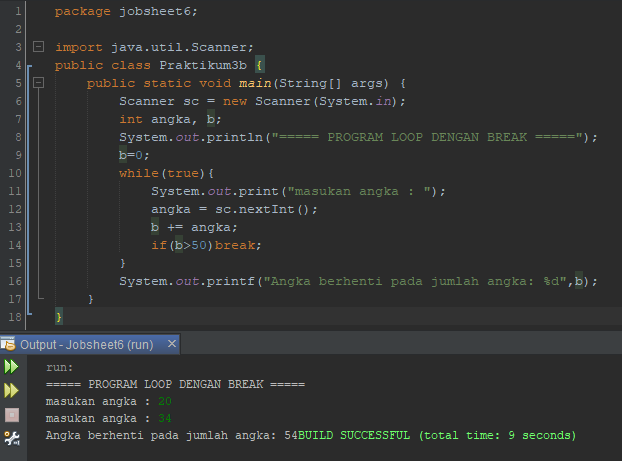 1 package jobsheet6;
2
3 import java.util.Scanner;
4 public class Praktikum3b {
5 public static void main(String[] args) {
6 Scanner sc = new Scanner(System.in);
7 int angka, b;
8 System.out.println("===== PROGRAM LOOP DENGAN BREAK =====");
9 b=0;
10 while(true){
11 System.out.print("masukan angka : ");
12 angka = sc.nextInt();
13 b += angka;
14 if(b>50)break;
15 }
16 System.out.printf("Angka berhenti pada jumlah angka: %d",b);
17 }
18 }
Output - Jobsheet6 (run) ×
run:
===== PROGRAM LOOP DENGAN BREAK =====
masukan angka : 20
masukan angka : 34
Angka berhenti pada jumlah angka: 54BUILD SUCCESSFUL (total time: 9 seconds)